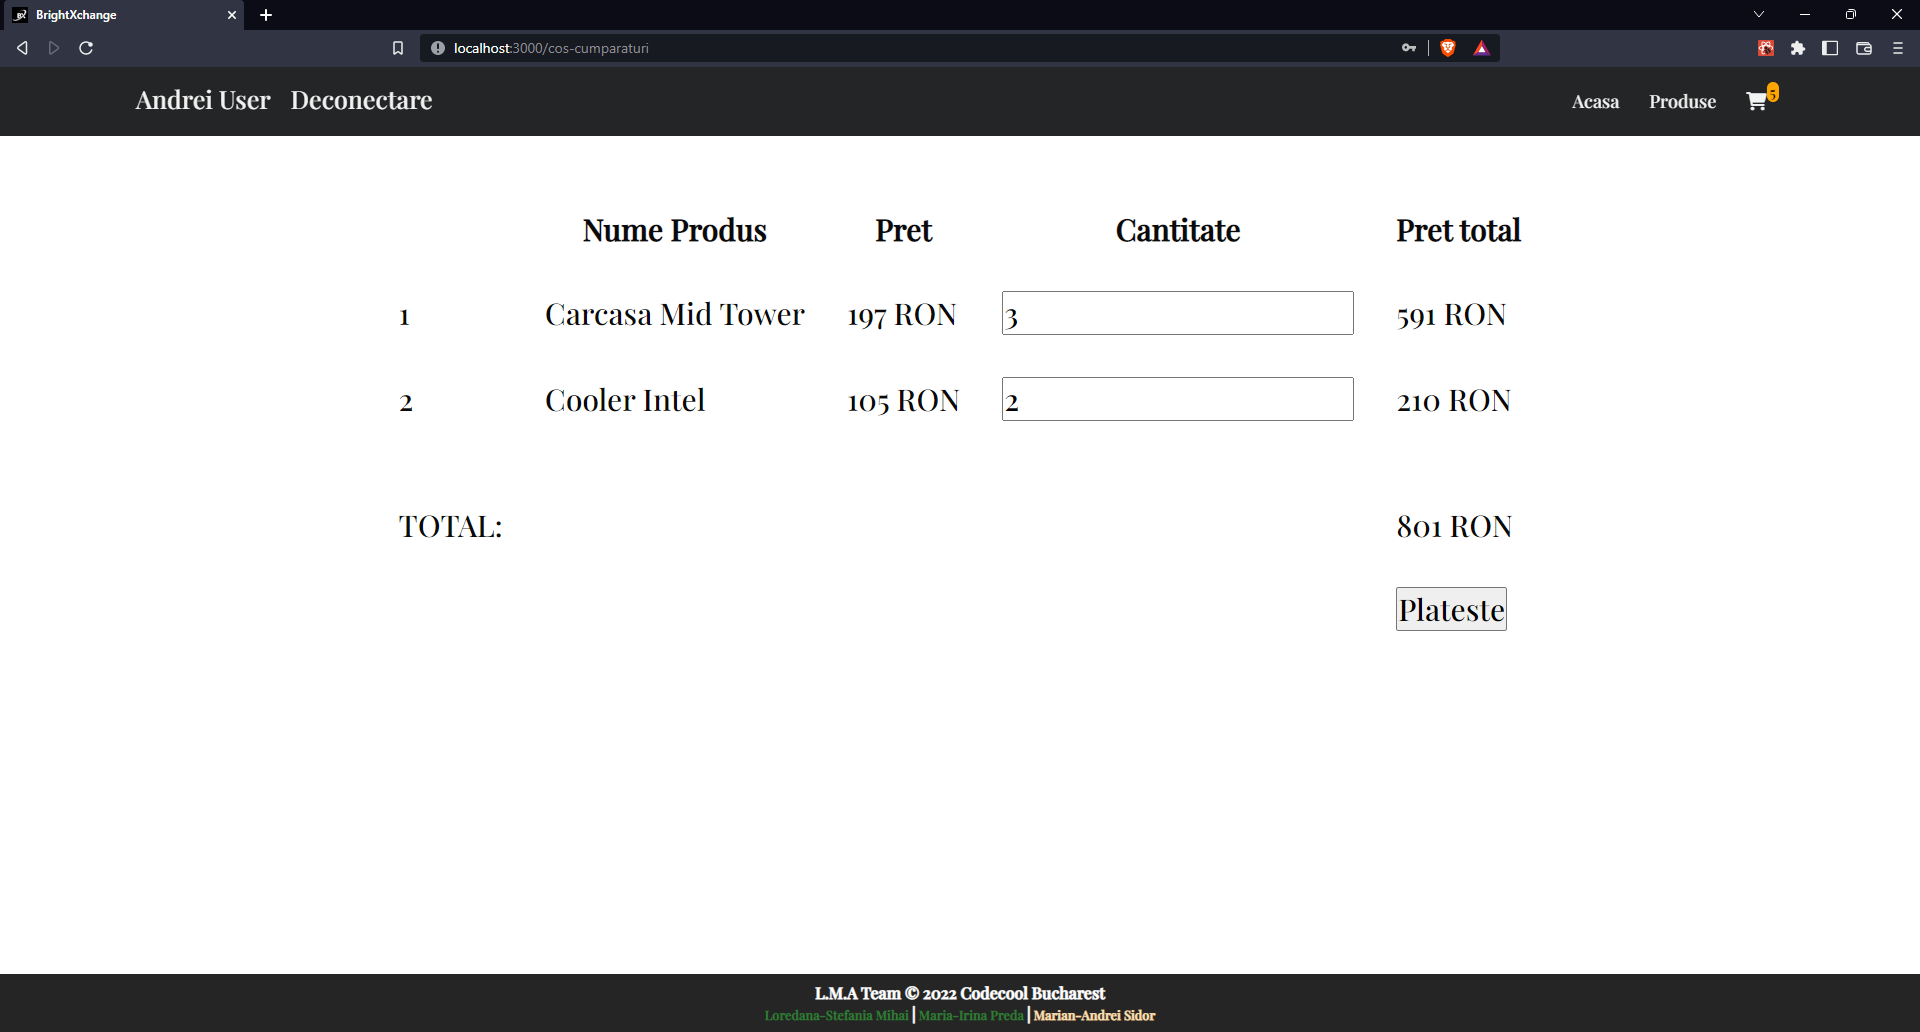 BrightXchange
localhost:3000/cos-cumparaturi
Andrei User Deconectare Acasa Produse 5
Nume Produs Pret Cantitate Pret total
1 Carcasa Mid Tower 197 RON 3 591 RON
2 Cooler Intel 105 RON 2 210 RON
TOTAL: 801 RON
Plateste
L.M.A Team © 2022 Codecool Bucharest
Loredana-Stefania Mihai | Maria-Irina Preda | Marian-Andrei Sidor